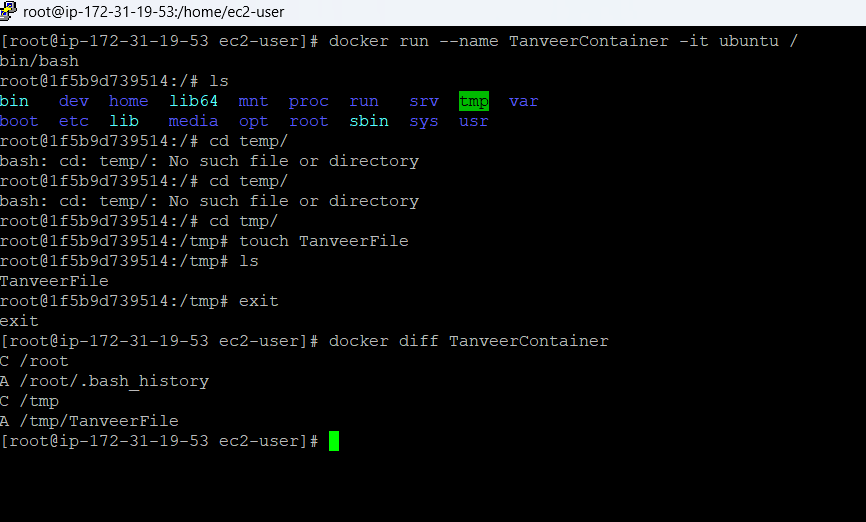 root@ip-172-31-19-53:/home/ec2-user
[root@ip-172-31-19-53 ec2-user]# docker run --name TanveerContainer -it ubuntu /
bin/bash
root@1f5b9d739514:/# ls
bin   dev  home  lib64  mnt  proc  run   srv  tmp  var
boot  etc  lib   media  opt  root  sbin  sys  usr
root@1f5b9d739514:/# cd temp/
bash: cd: temp/: No such file or directory
root@1f5b9d739514:/# cd temp/
bash: cd: temp/: No such file or directory
root@1f5b9d739514:/# cd tmp/
root@1f5b9d739514:/tmp# touch TanveerFile
root@1f5b9d739514:/tmp# ls
TanveerFile
root@1f5b9d739514:/tmp# exit
exit
[root@ip-172-31-19-53 ec2-user]# docker diff TanveerContainer
C /root
A /root/.bash_history
C /tmp
A /tmp/TanveerFile
[root@ip-172-31-19-53 ec2-user]#